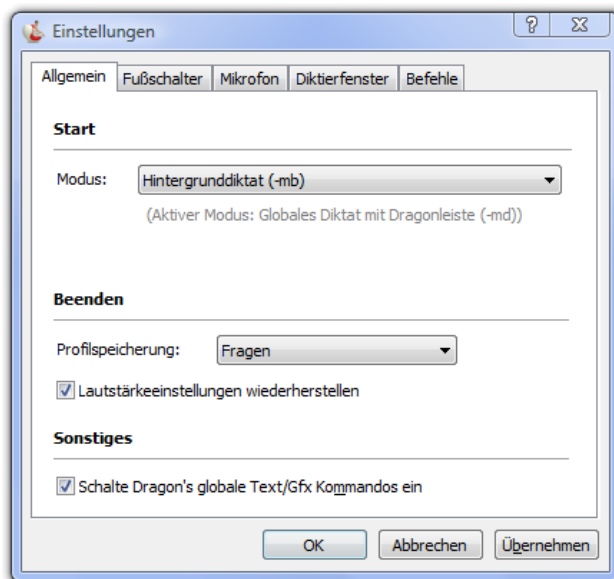 Einstellungen
Allgemein Fußschalter Mikrofon Diktierfenster Befehle
Start
Modus: Hintergrunddiktat (-mb)
(Aktiver Modus: Globales Diktat mit Dragonleiste (-md))
Beenden
Profilspeicherung: Fragen
Lautstärkeeinstellungen wiederherstellen
Sonstiges
Schalte Dragon's globale Text/Gfx Kommandos ein
OK Abbrechen Übernehmen